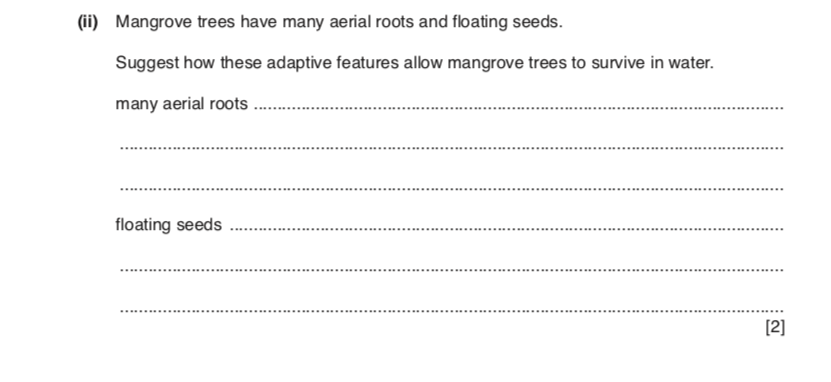 (ii) Mangrove trees have many aerial roots and floating seeds.
Suggest how these adaptive features allow mangrove trees to survive in water.
many aerial roots ....................................................................................................
....................................................................................................
....................................................................................................
floating seeds ....................................................................................................
....................................................................................................
....................................................................................................
[2]